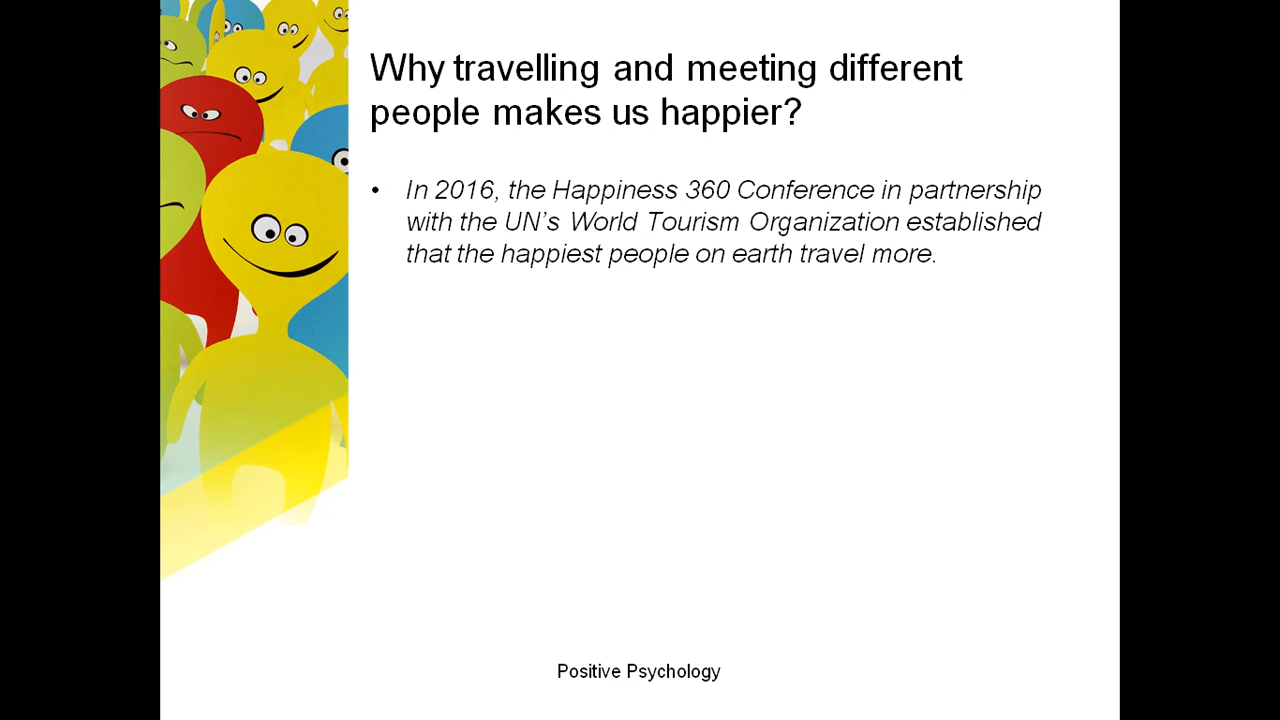 Why travelling and meeting different
people makes us happier?
• In 2016, the Happiness 360 Conference in partnership
with the UN’s World Tourism Organization established
that the happiest people on earth travel more.
Positive Psychology